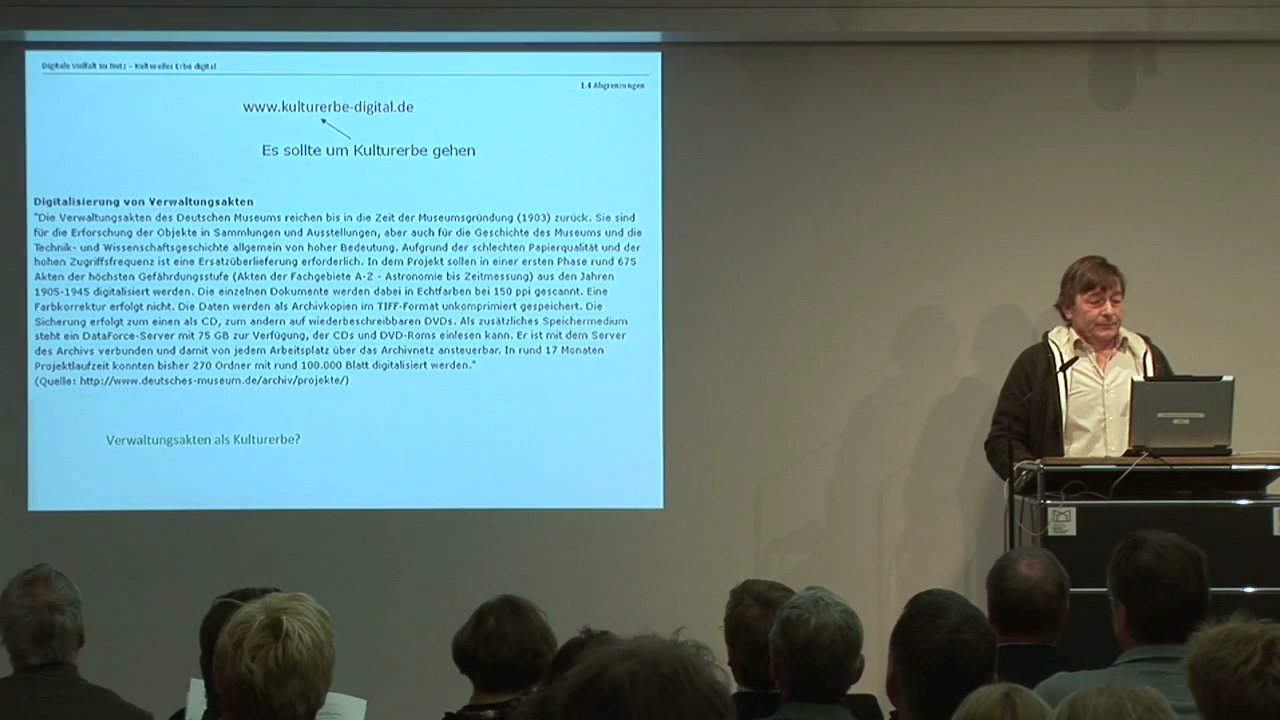 Digitale Vielfalt im Netz – Kulturelles Erbe digital
1.4 Abgrenzungen
www.kulturerbe-digital.de
Es sollte um Kulturerbe gehen
Digitalisierung von Verwaltungsakten
"Die Verwaltungsakten des Deutschen Museums reichen bis in die Zeit der Museumsgründung (1903) zurück. Sie sind
für die Erforschung der Objekte in Sammlungen und Ausstellungen, aber auch für die Geschichte des Museums und die
Technik- und Wissenschaftsgeschichte allgemein von hoher Bedeutung. Aufgrund der schlechten Papierqualität und der
hohen Zugriffsfrequenz ist eine Ersatzüberlieferung erforderlich. In dem Projekt sollen in einer ersten Phase rund 675
Akten der höchsten Gefährdungsstufe (Akten der Fachgebiete A-Z - Astronomie bis Zeitmessung) aus den Jahren
1905-1945 digitalisiert werden. Die einzelnen Dokumente werden dabei in Echtfarben bei 150 ppi gescannt. Eine
Farbkorrektur erfolgt nicht. Die Daten werden als Archivkopien im TIFF-Format unkomprimiert gespeichert. Die
Sicherung erfolgt zum einen als CD, zum andern auf wiederbeschreibbaren DVDs. Als zusätzliches Speichermedium
steht ein DataForce-Server mit 75 GB zur Verfügung, der CDs und DVD-Roms einlesen kann. Er ist mit dem Server
des Archivs verbunden und damit von jedem Arbeitsplatz über das Archivnetz ansteuerbar. In rund 17 Monaten
Projektlaufzeit konnten bisher 270 Ordner mit rund 100.000 Blatt digitalisiert werden."
(Quelle: http://www.deutsches-museum.de/archiv/projekte/)
Verwaltungsakten als Kulturerbe?